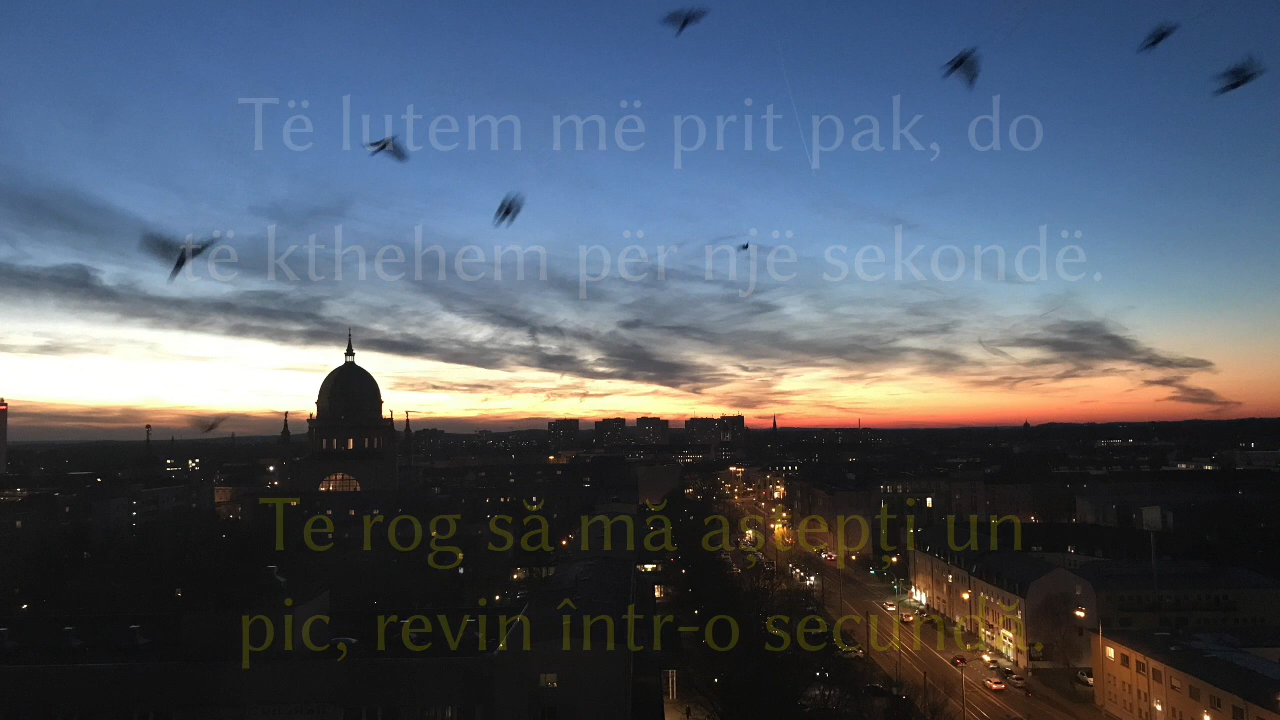 Të lutem më prit pak, do
të kthehem për një sekondë.
Te rog să mă aștepți un
pic, revin într-o secundă.